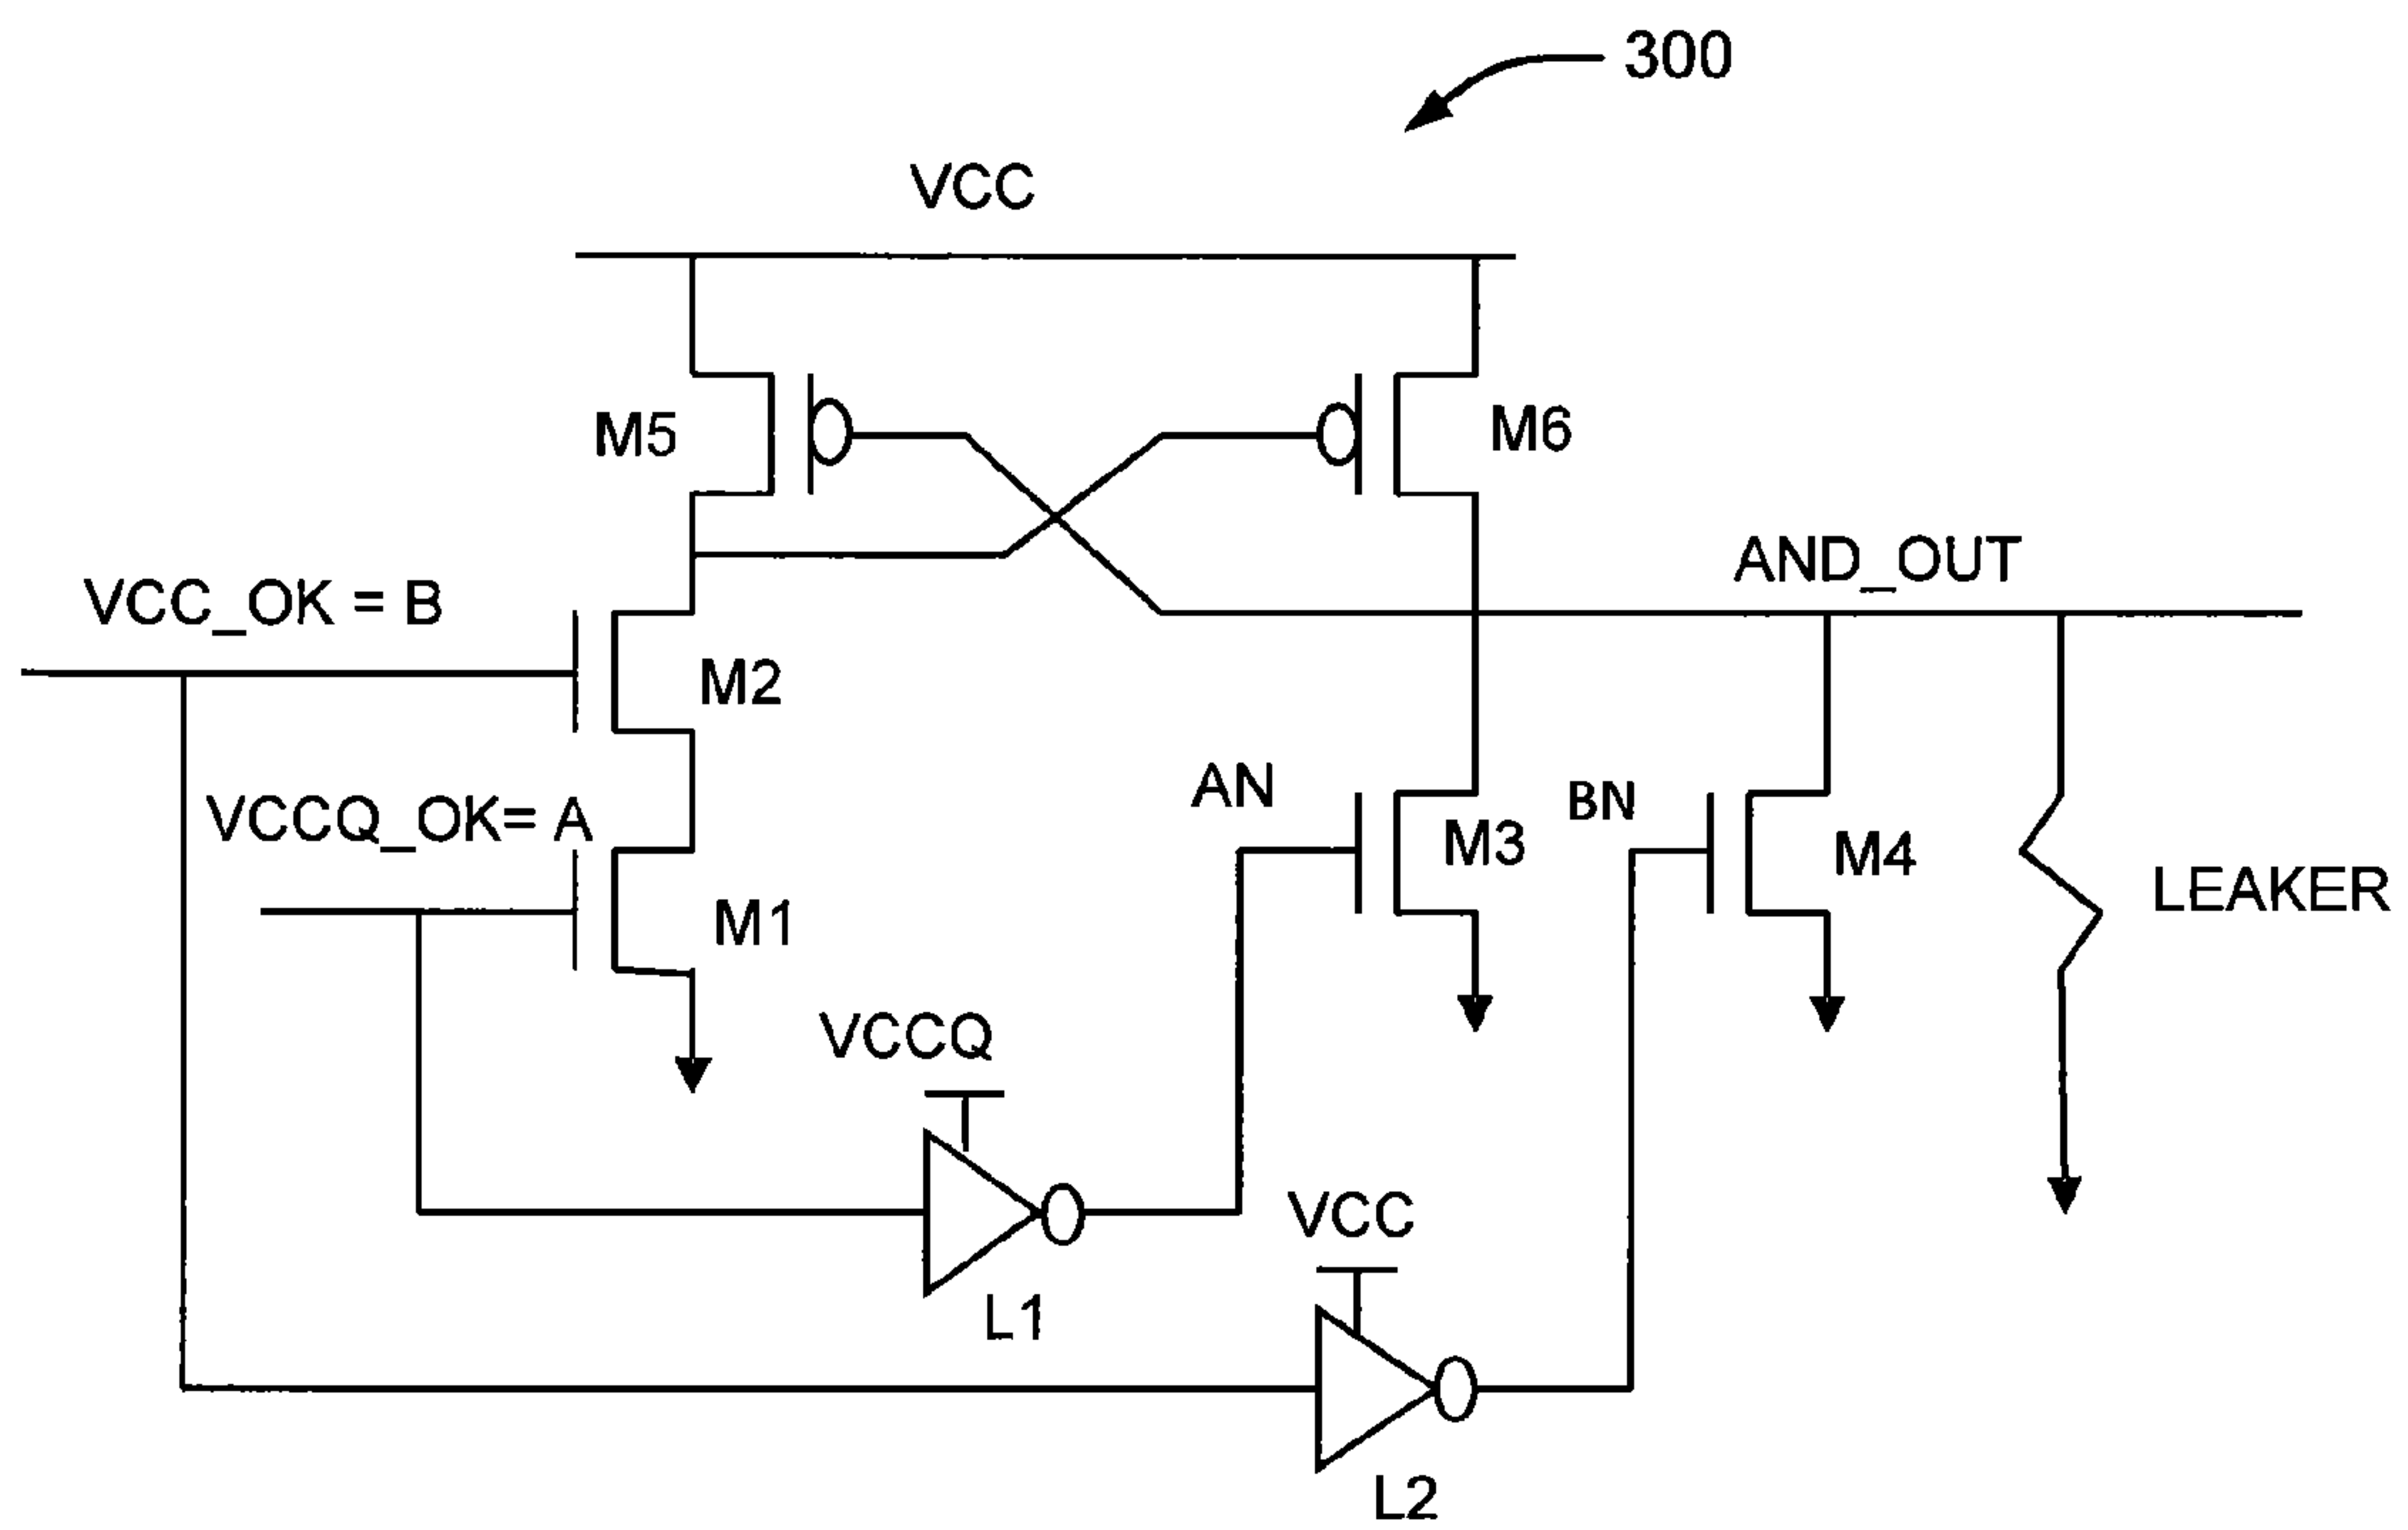 300
VCC
M5
M6
AND_OUT
VCC_OK = B
M2
AN
BN
VCCQ_OK= A
M3
M4
LEAKER
M1
VCCQ
VCC
L1
L2